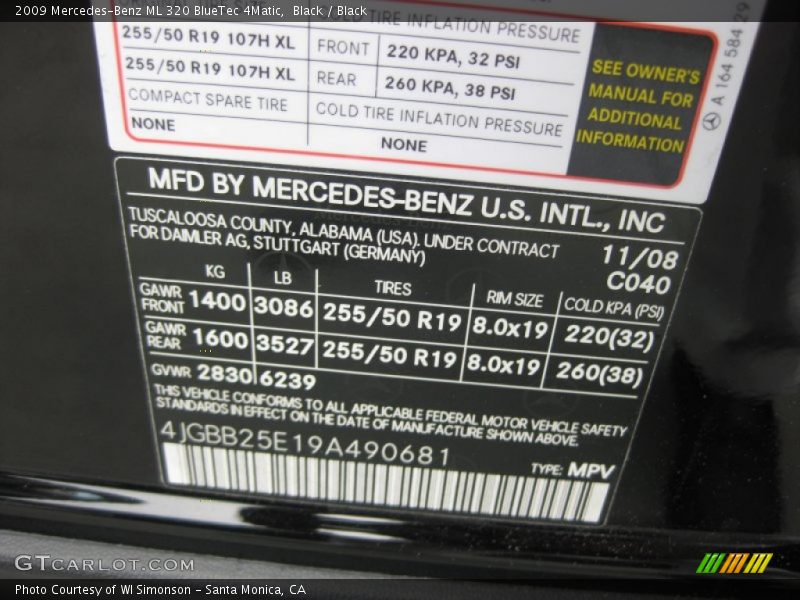 2009 Mercedes-Benz ML 320 BlueTec 4Matic, Black / Black
COLD TIRE INFLATION PRESSURE
255/50 R19 107H XL FRONT 220 KPA, 32 PSI
255/50 R19 107H XL REAR 260 KPA, 38 PSI
COMPACT SPARE TIRE COLD TIRE INFLATION PRESSURE
NONE NONE
SEE OWNER'S
MANUAL FOR
ADDITIONAL
INFORMATION
A 164 584 29
MFD BY MERCEDES-BENZ U.S. INTL., INC
TUSCALOOSA COUNTY, ALABAMA (USA). UNDER CONTRACT 11/08
FOR DAIMLER AG, STUTTGART (GERMANY) C040
KG LB TIRES RIM SIZE COLD KPA (PSI)
GAWR FRONT 1400 3086 255/50 R19 8.0x19 220(32)
GAWR REAR 1600 3527 255/50 R19 8.0x19 260(38)
GVWR 2830 6239
THIS VEHICLE CONFORMS TO ALL APPLICABLE FEDERAL MOTOR VEHICLE SAFETY
STANDARDS IN EFFECT ON THE DATE OF MANUFACTURE SHOWN ABOVE.
4JGBB25E19A490681
TYPE: MPV
GTCARLOT.COM
Photo Courtesy of WI Simonson – Santa Monica, CA